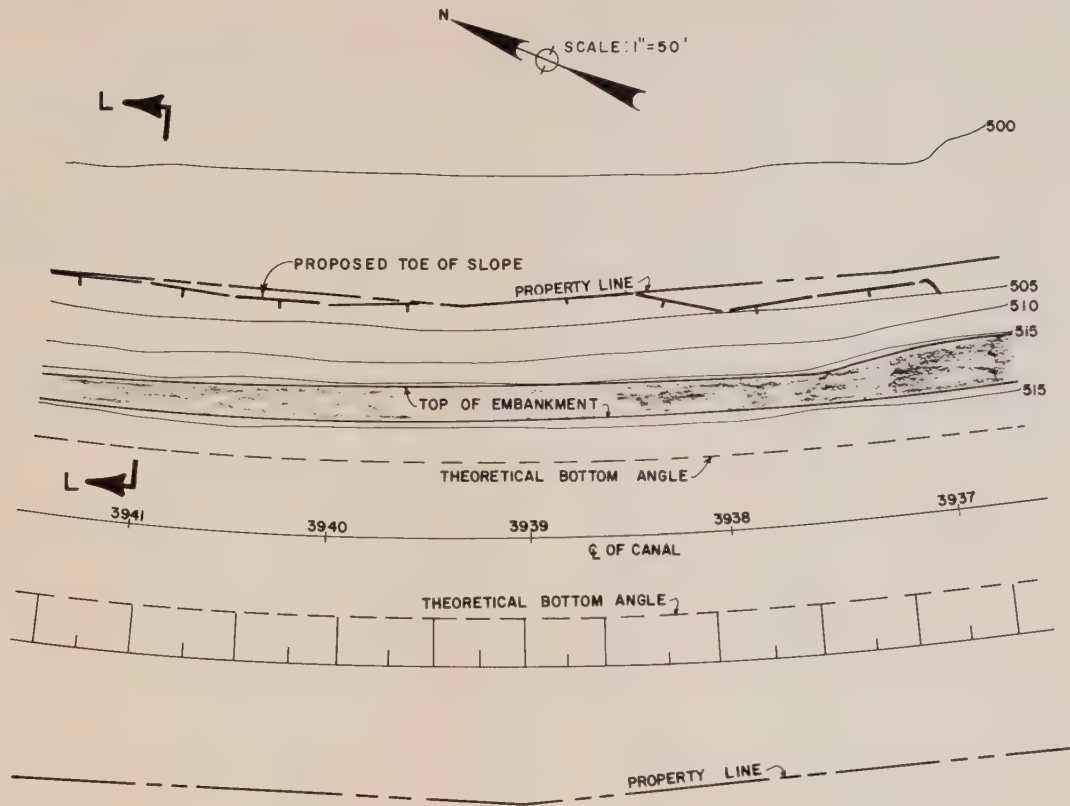 N
SCALE: 1"=50'
L
500
PROPOSED TOE OF SLOPE
PROPERTY LINE
505
510
515
TOP OF EMBANKMENT
515
THEORETICAL BOTTOM ANGLE
L
3941
3940
3939
3938
3937
℄ OF CANAL
THEORETICAL BOTTOM ANGLE
PROPERTY LINE